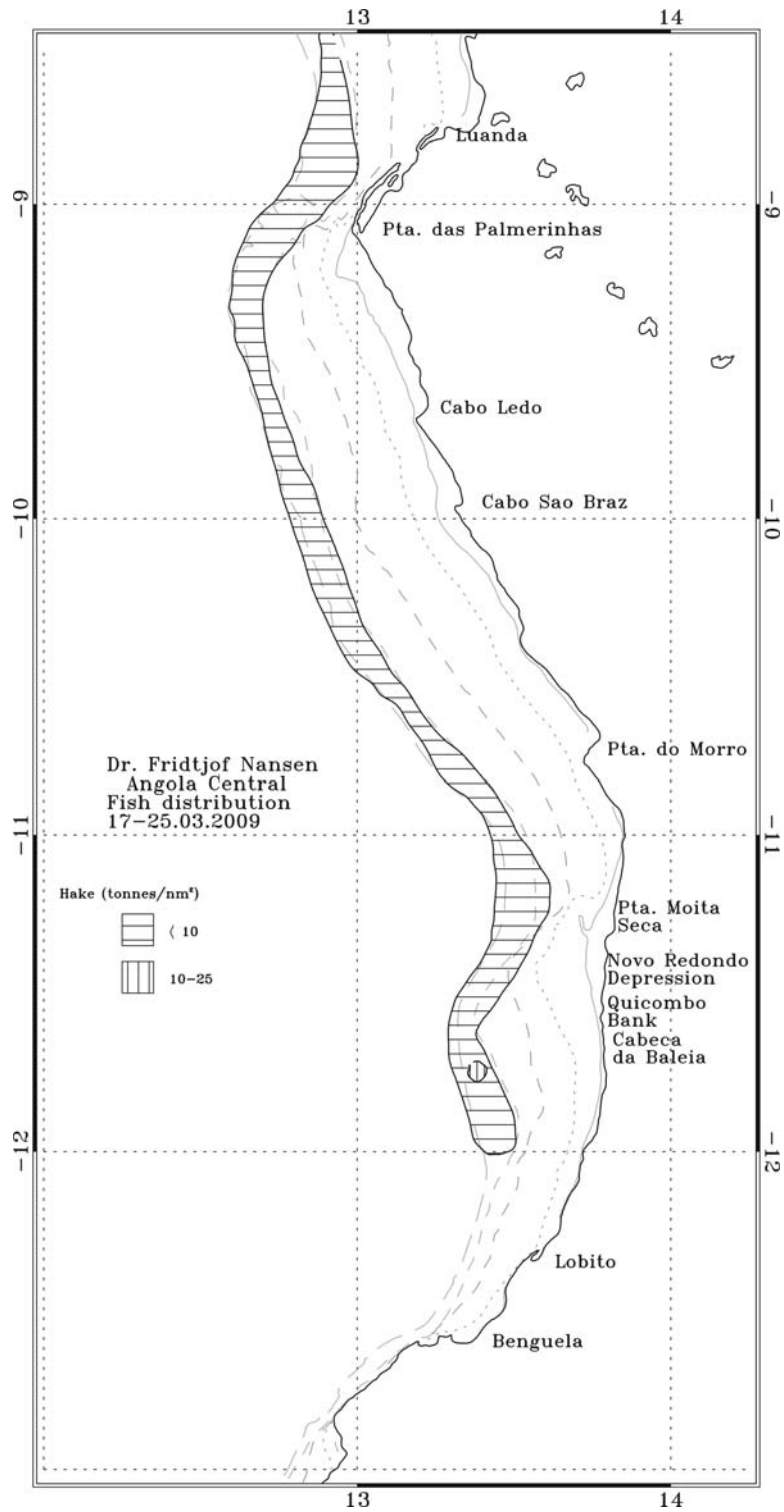 13 14
Luanda
-9 -9
Pta. das Palmerinhas
Cabo Ledo
Cabo Sao Braz
-10 -10
Pta. do Morro
Dr. Fridtjof Nansen
Angola Central
Fish distribution
17-25.03.2009
-11 -11
Hake (tonnes/nm²)
< 10
10-25
Pta. Moita
Seca
Novo Redondo
Depression
Quicombo
Bank
Cabeca
da Baleia
-12 -12
Lobito
Benguela
13 14